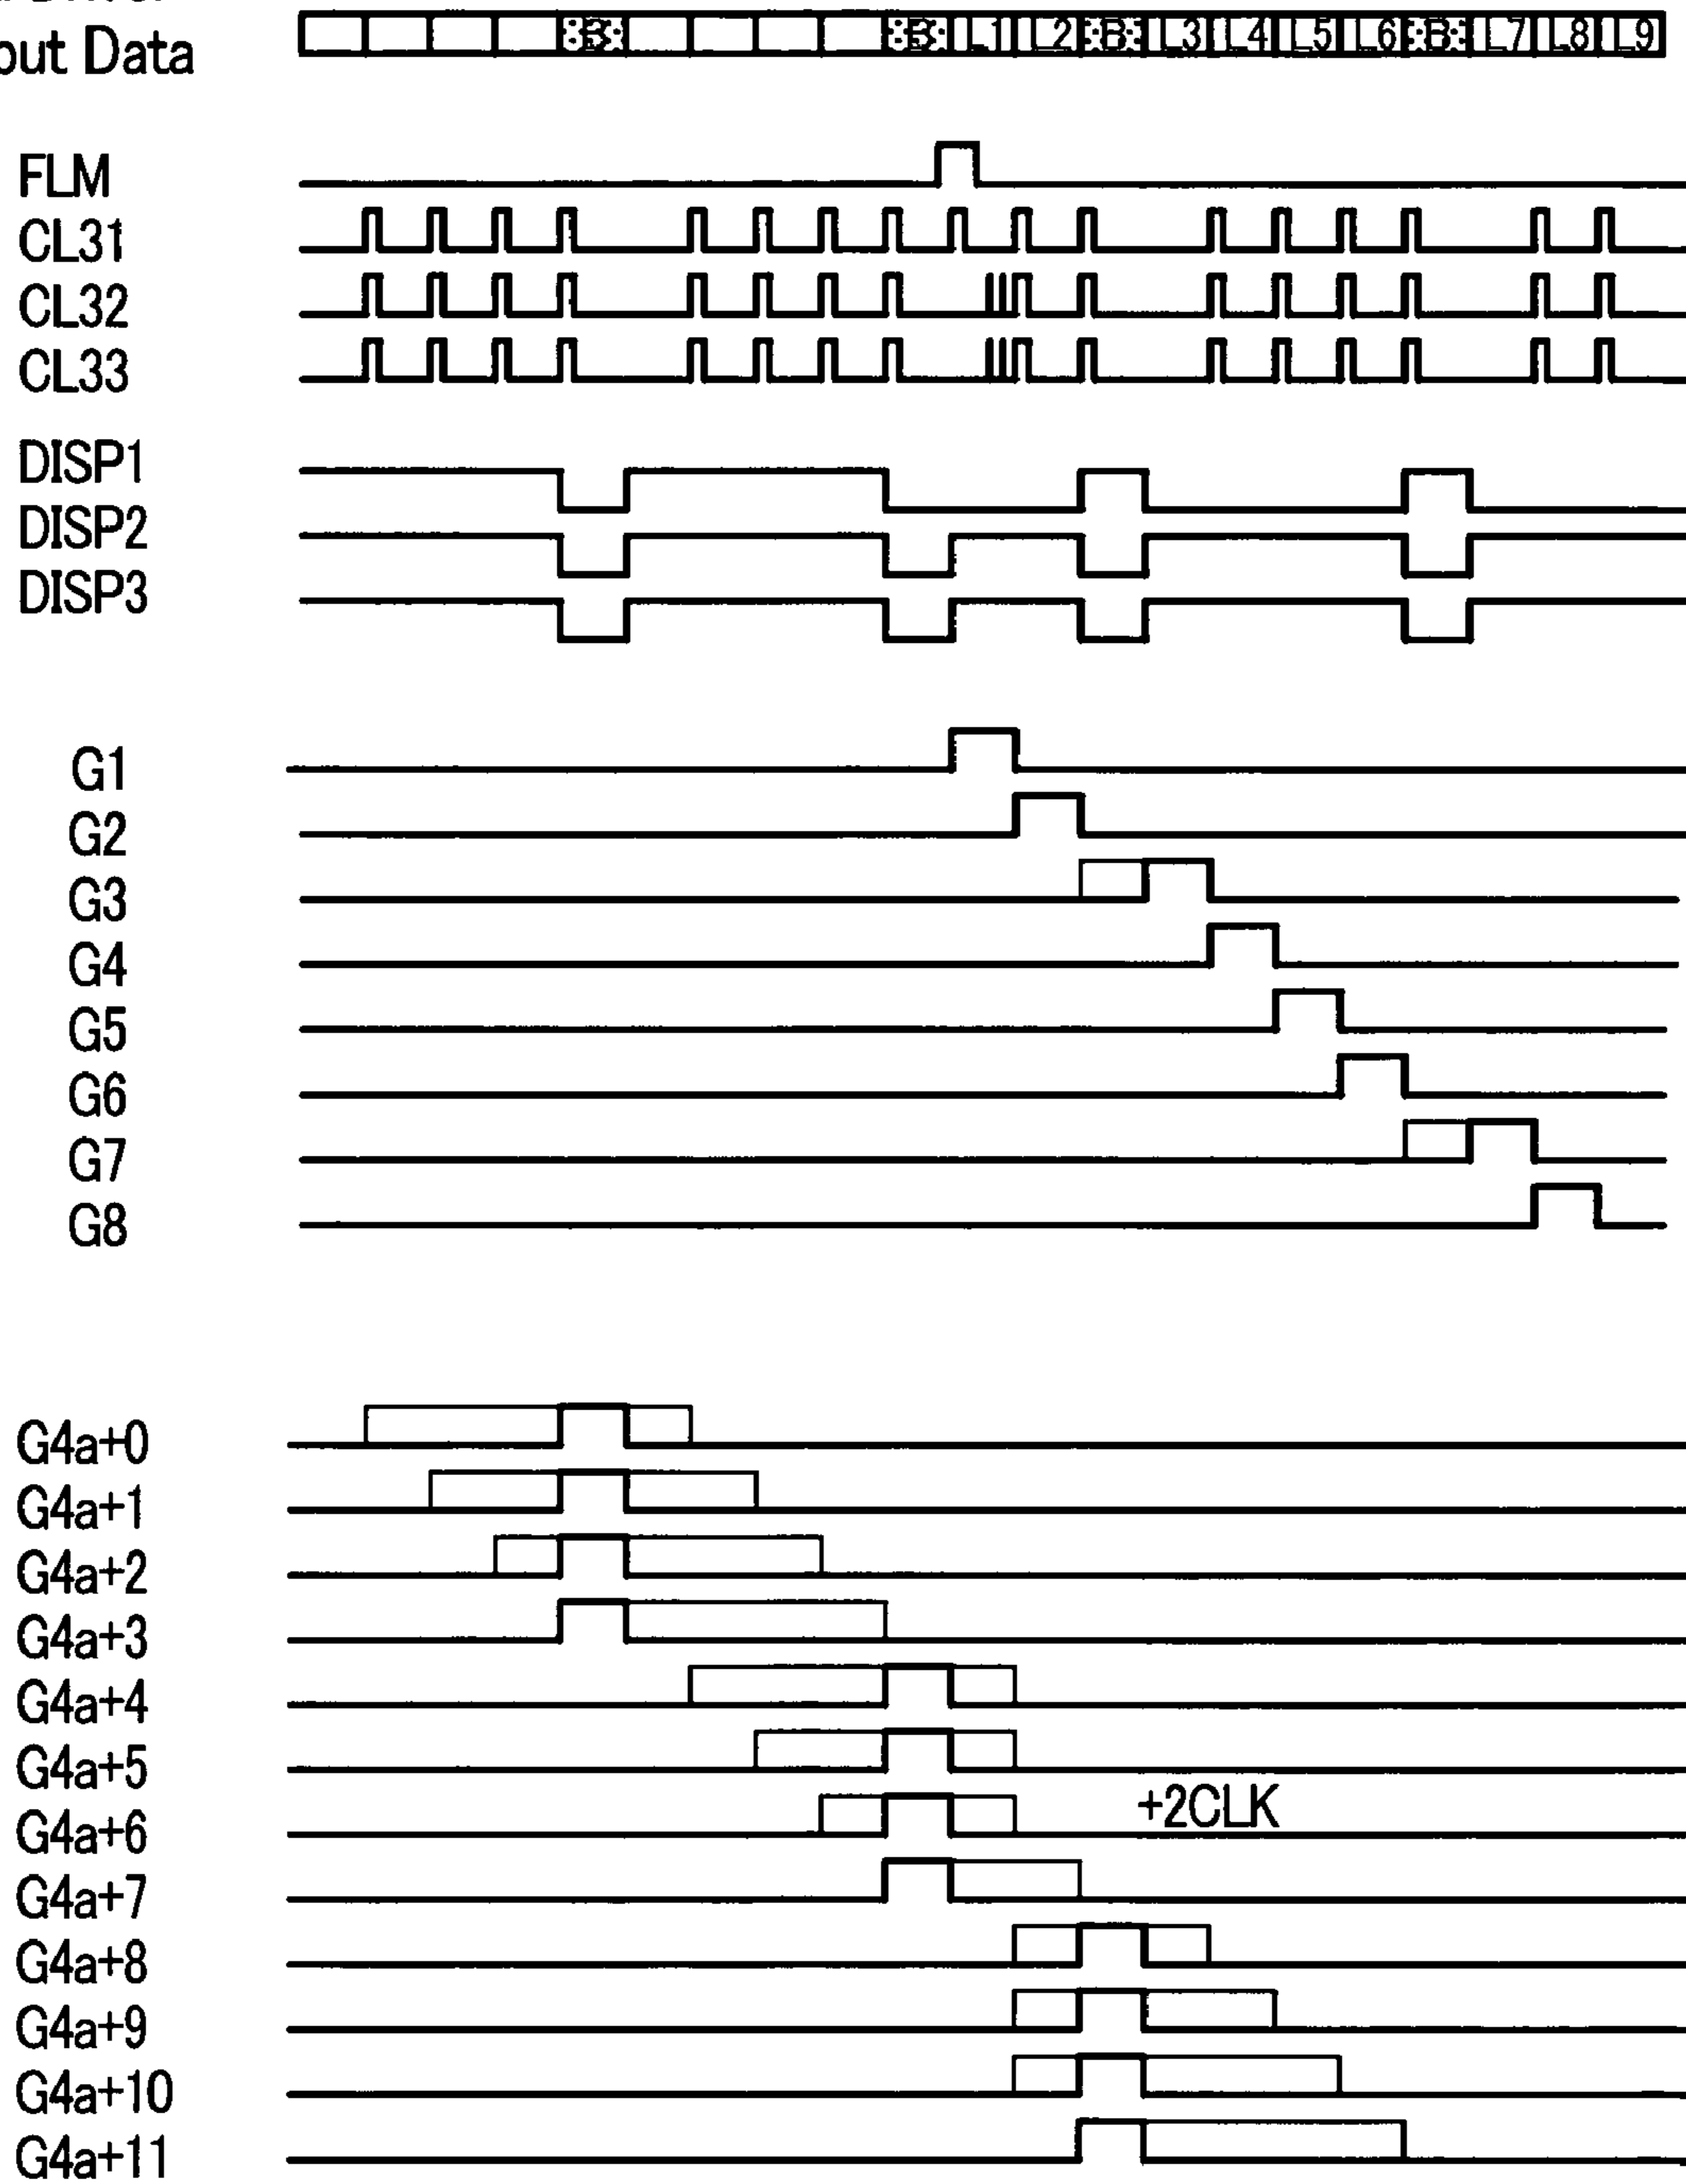 B B L1 L2 B L3 L4 L5 L6 B L7 L8 L9
Data
FLM
CL31
CL32
CL33
DISP1
DISP2
DISP3
G1
G2
G3
G4
G5
G6
G7
G8
G4a+0
G4a+1
G4a+2
G4a+3
G4a+4
G4a+5
+2CLK
G4a+6
G4a+7
G4a+8
G4a+9
G4a+10
G4a+11